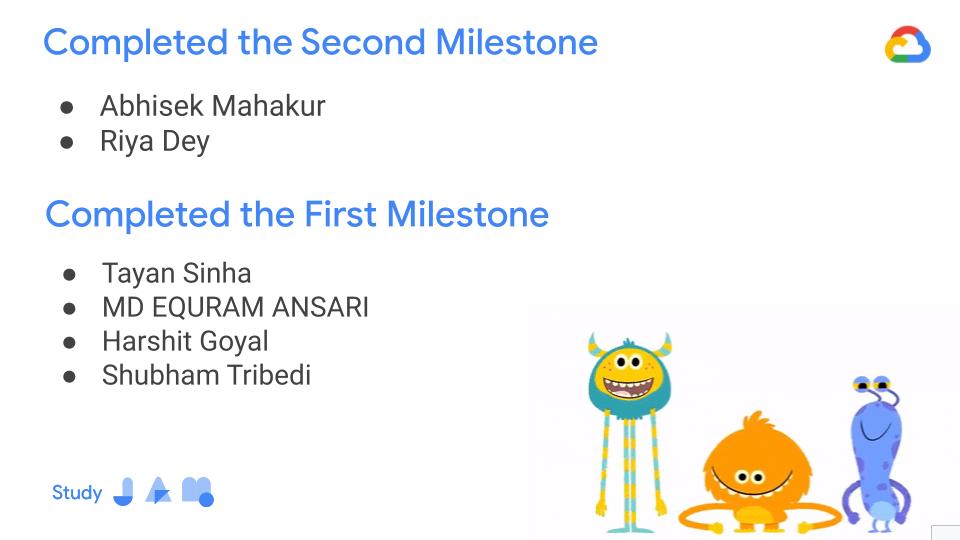 Completed the Second Milestone
● Abhisek Mahakur
● Riya Dey
Completed the First Milestone
● Tayan Sinha
● MD EQURAM ANSARI
● Harshit Goyal
● Shubham Tribedi
Study JAM